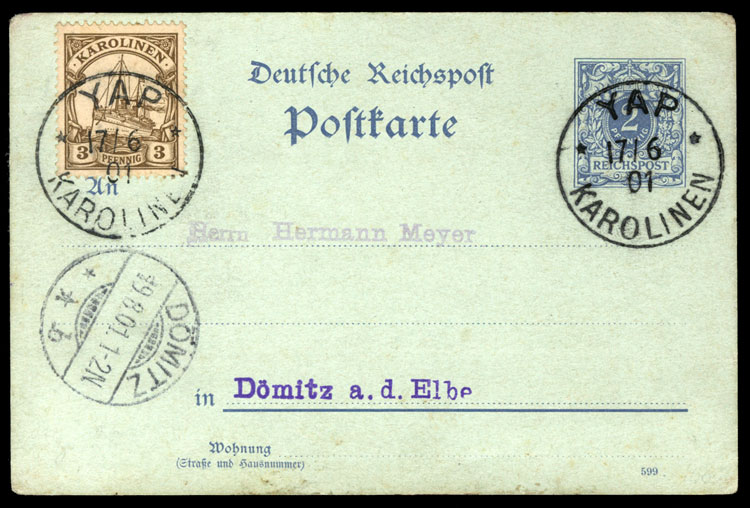 KAROLINEN
3 PFENNIG 3
YAP
17/6
01
KAROLINEN
Deutsche Reichspost
Postkarte
2
REICHSPOST
YAP
17/6
01
KAROLINEN
An
Herrn Hermann Meyer
DÖMITZ
19.8.01.1-2N
* * b
in Dömitz a.d. Elbe
Wohnung
(Straße und Hausnummer)
599